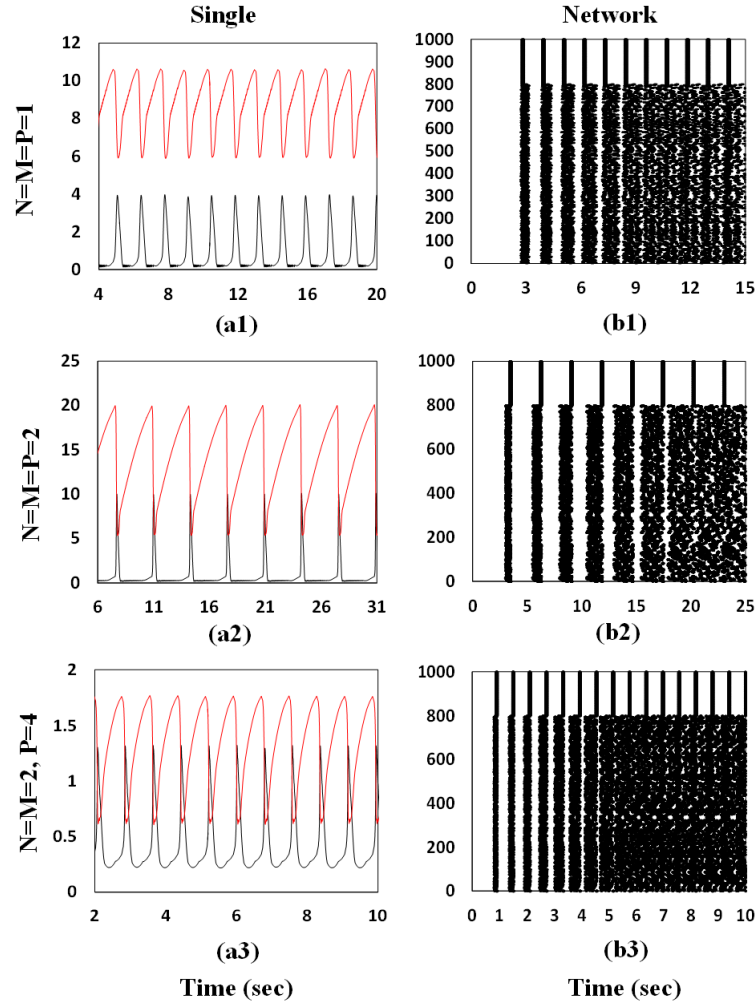 Single
Network
N=M=P=1
12
10
8
6
4
2
0
4 8 12 16 20
(a1)
1000
900
800
700
600
500
400
300
200
100
0
0 3 6 9 12 15
(b1)
N=M=P=2
25
20
15
10
5
0
6 11 16 21 26 31
(a2)
1000
800
600
400
200
0
0 5 10 15 20 25
(b2)
N=M=2, P=4
2
1.5
1
0.5
0
2 4 6 8 10
(a3)
1000
800
600
400
200
0
0 1 2 3 4 5 6 7 8 9 10
(b3)
Time (sec)
Time (sec)